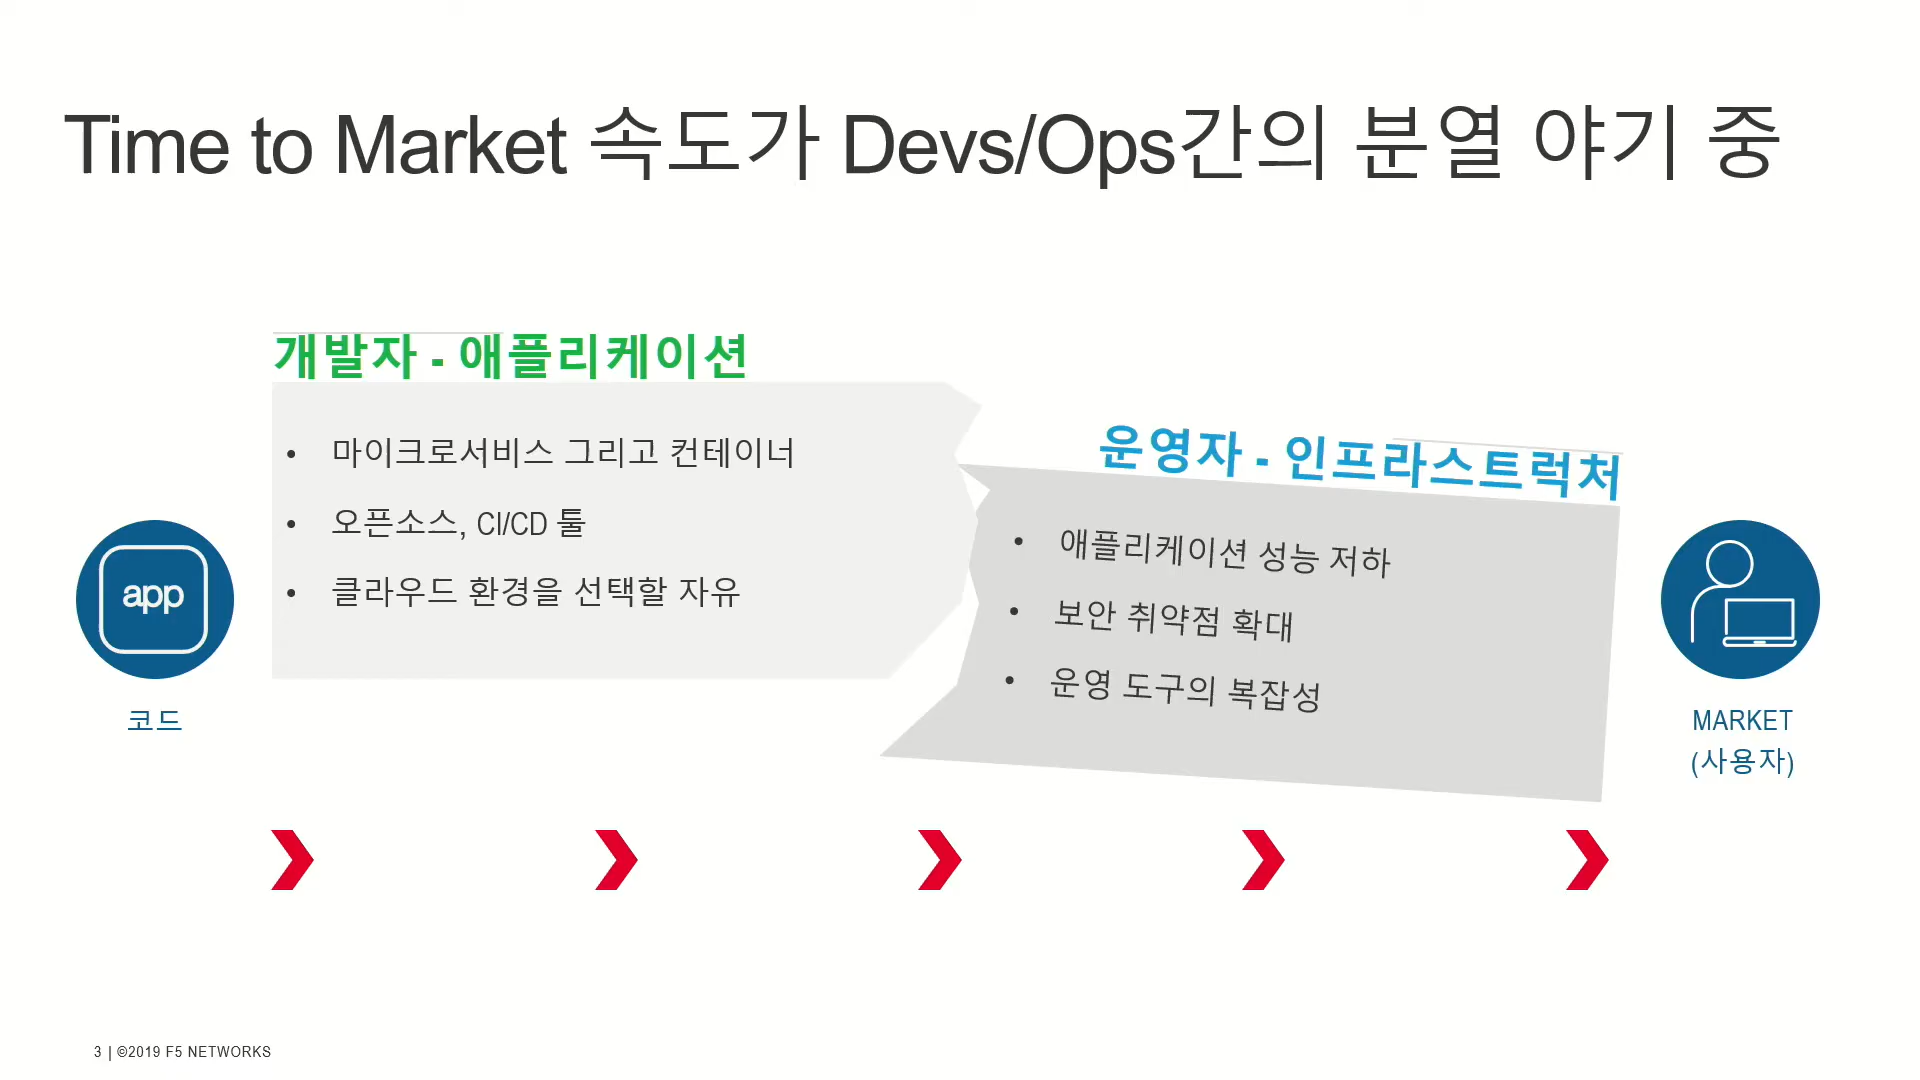 Time to Market 속도가 Devs/Ops간의 분열 야기 중
개발자 - 애플리케이션
• 마이크로서비스 그리고 컨테이너
• 오픈소스, CI/CD 툴
• 클라우드 환경을 선택할 자유
운영자 - 인프라스트럭처
• 애플리케이션 성능 저하
• 보안 취약점 확대
• 운영 도구의 복잡성
app
코드
MARKET
(사용자)
3 | ©2019 F5 NETWORKS